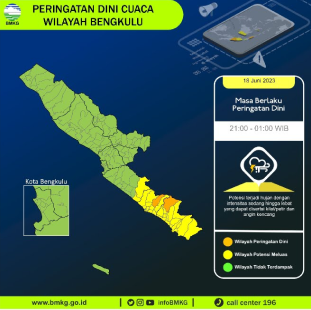 BMKG
PERINGATAN DINI CUACA
WILAYAH BENGKULU
18 Juni 2023
Masa Berlaku
Peringatan Dini
21:00 - 01:00 WIB
Kota Bengkulu
Potensi terjadi hujan dengan
intensitas sedang hingga lebat
yang dapat disertai kilat/petir dan
angin kencang
Wilayah Peringatan Dini
Wilayah Potensi Meluas
Wilayah Tidak Terdampak
www.bmkg.go.id
infoBMKG
call center 196